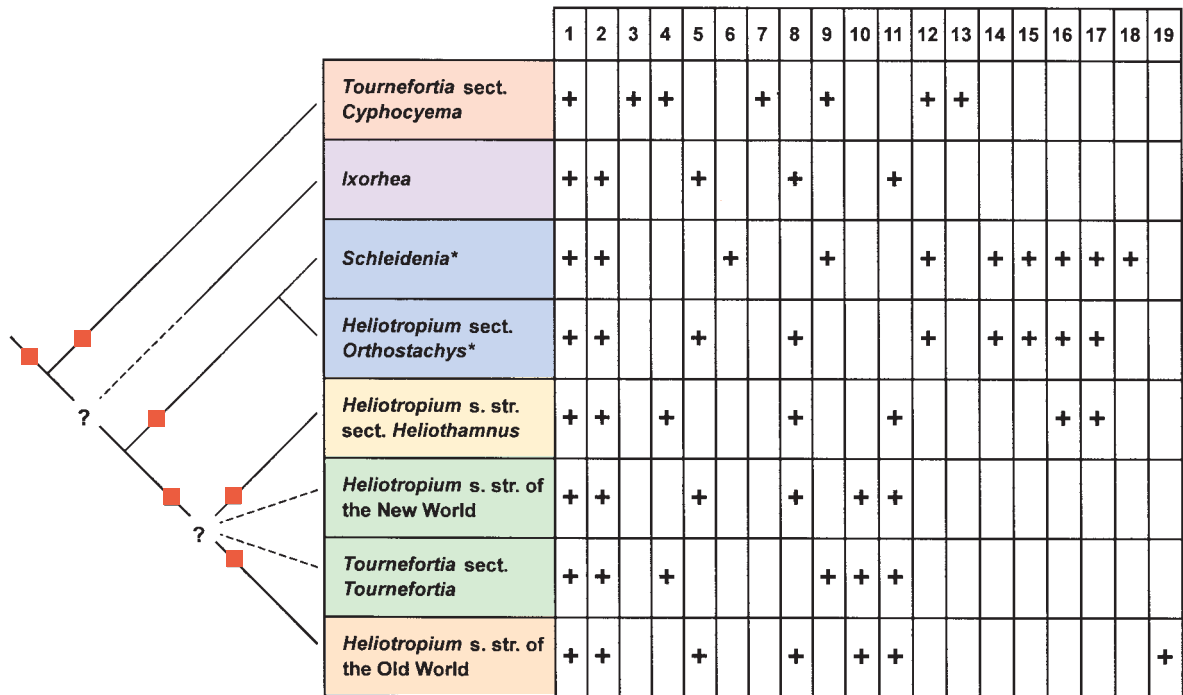 1 2 3 4 5 6 7 8 9 10 11 12 13 14 15 16 17 18 19
Tournefortia sect.
Cyphocyema
+ + + + + + +
Ixorhea
+ + + + +
Schleidenia*
+ + + + + + + + + +
Heliotropium sect.
Orthostachys*
+ + + + + + + + +
?
Heliotropium s. str.
sect. Heliothamnus
+ + + + + + +
Heliotropium s. str. of
the New World
+ + + + + +
?
Tournefortia sect.
Tournefortia
+ + + + + +
Heliotropium s. str. of
the Old World
+ + + + + + +